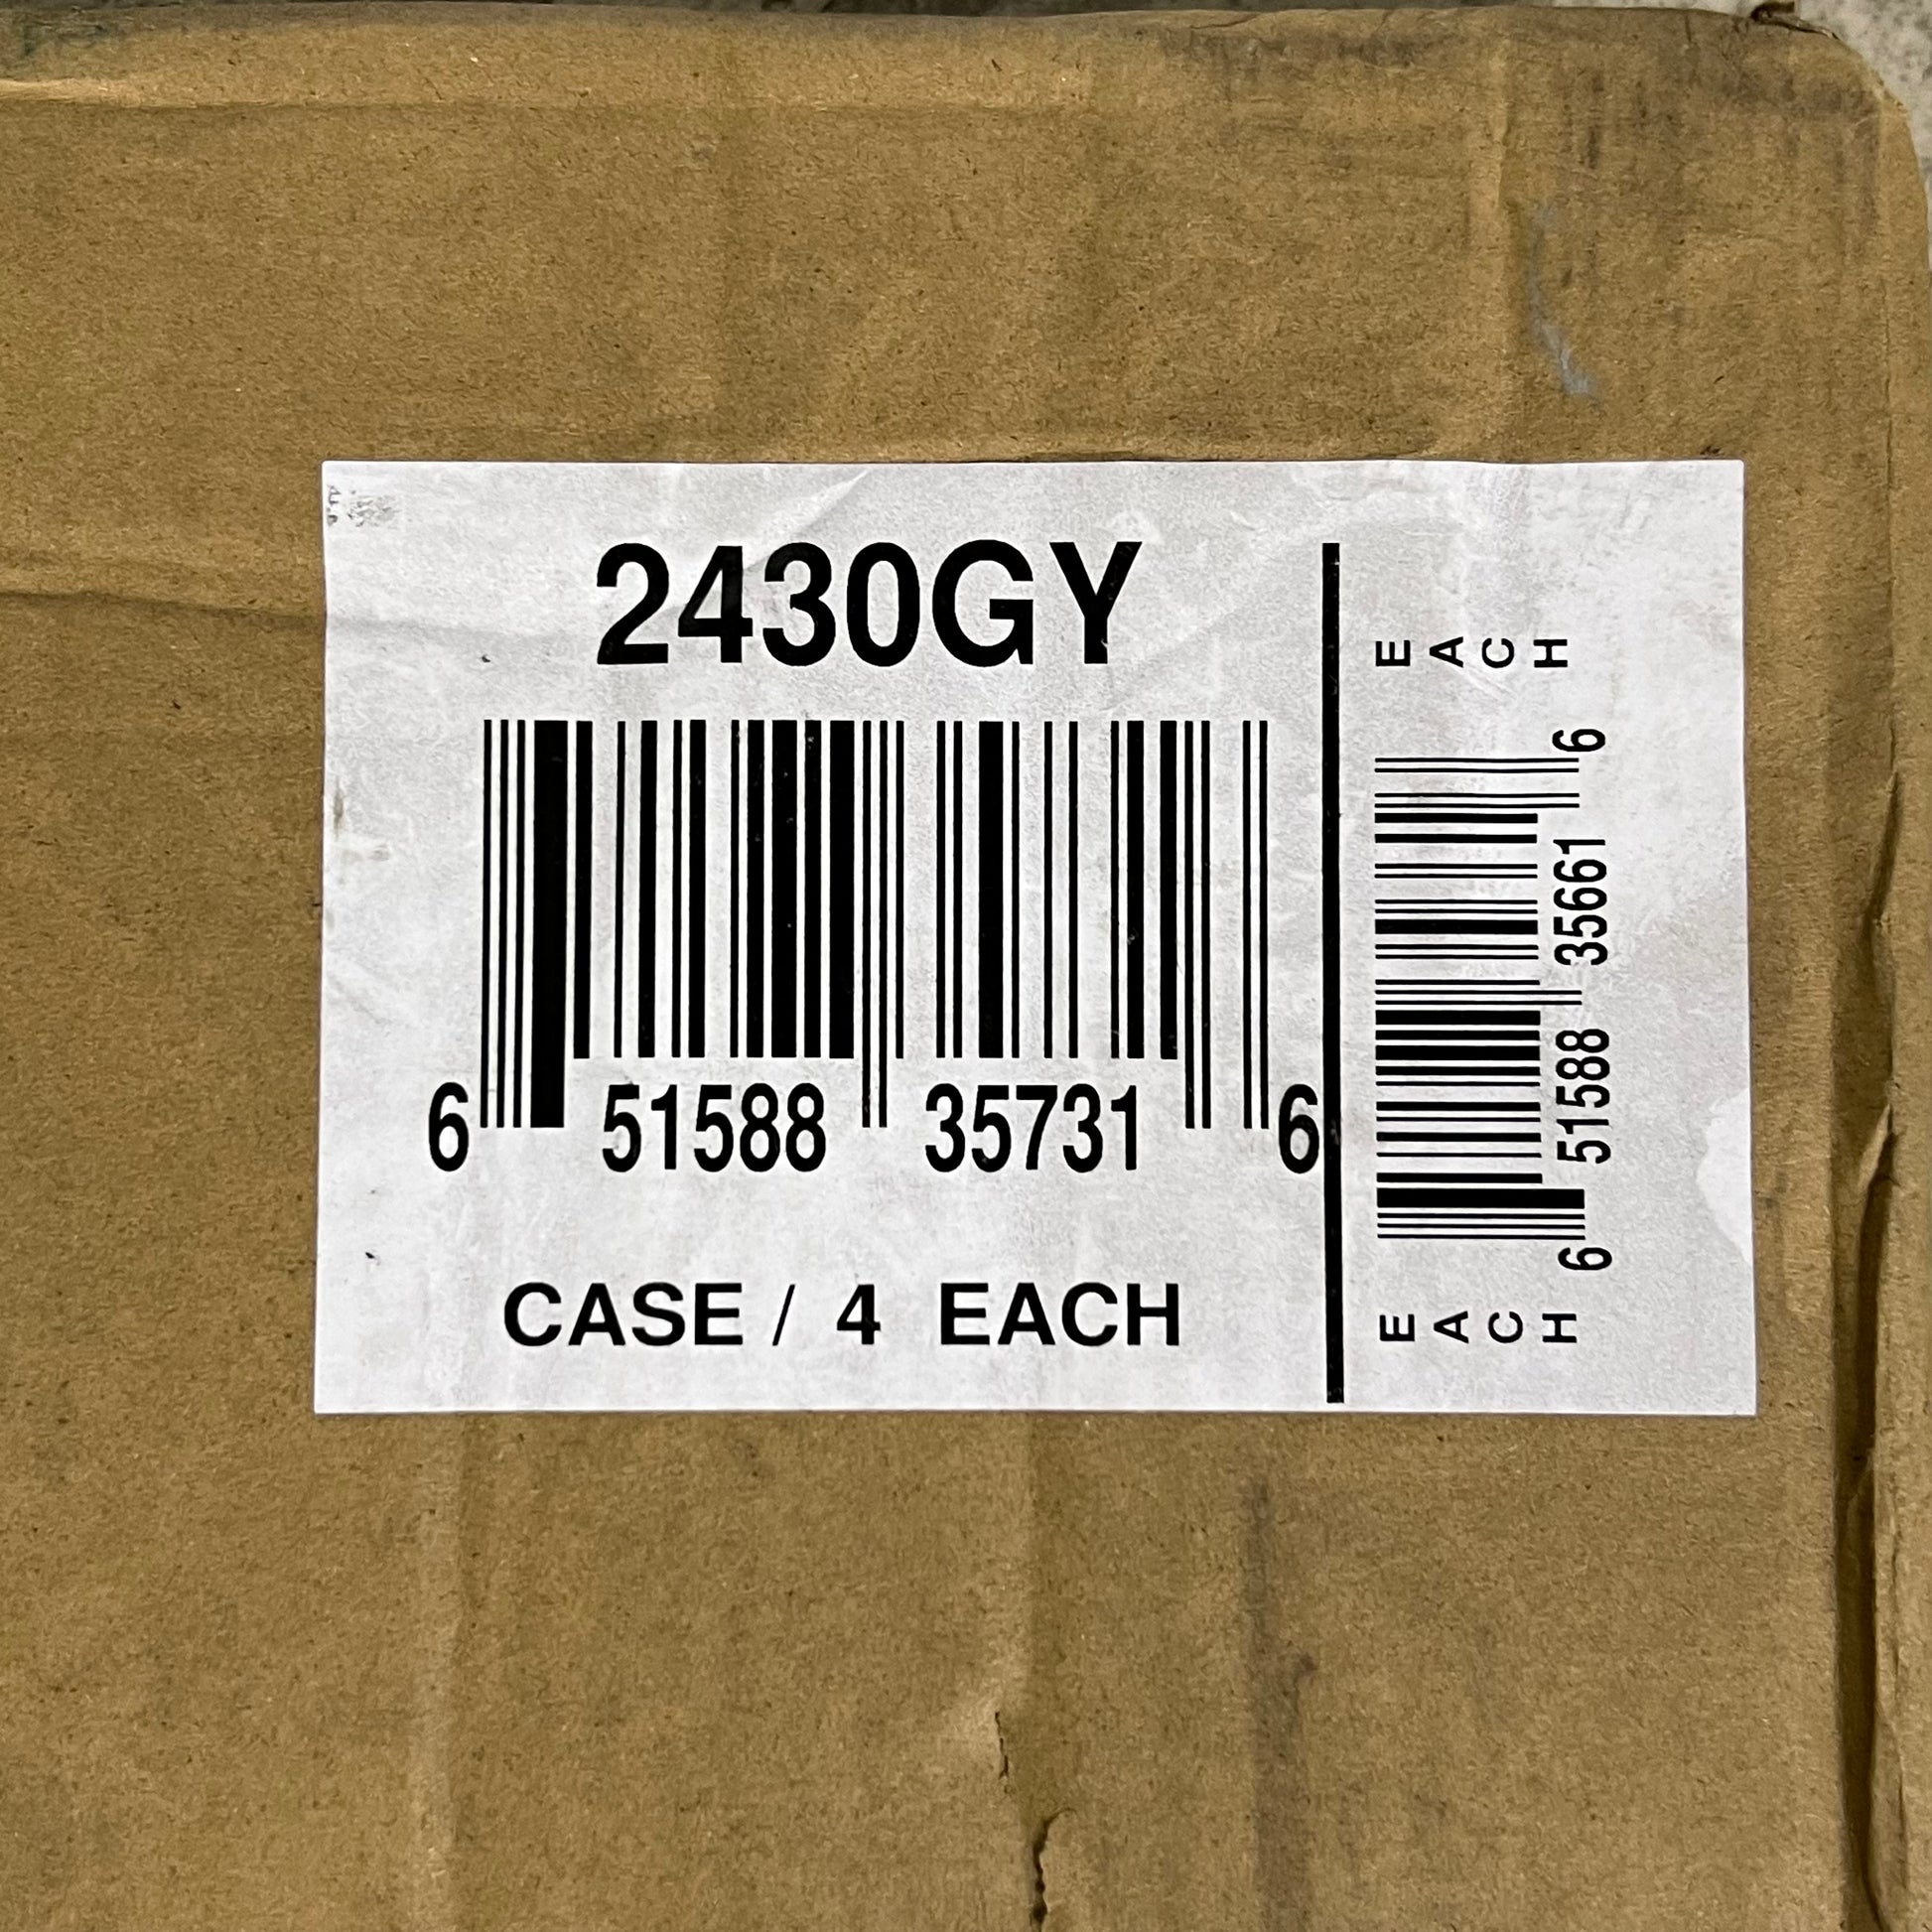 2430GY
6 51588 35731 6
CASE / 4 EACH
EACH
6 51588 35661 6
EACH